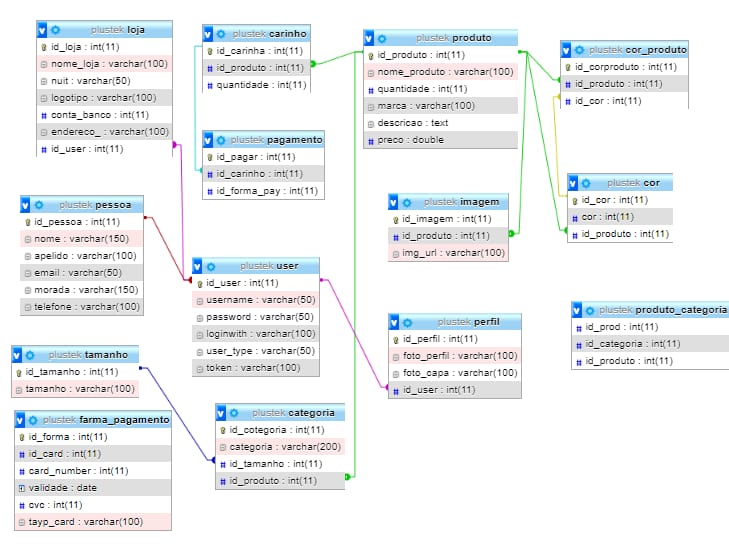 plustek loja
id_loja : int(11)
nome_loja : varchar(100)
nuit : varchar(50)
logotipo : varchar(100)
conta_banco : int(11)
endereco_ : varchar(100)
id_user : int(11)
plustek carinho
id_carinha : int(11)
id_produto : int(11)
quantidade : int(11)
plustek produto
id_produto : int(11)
nome_produto : varchar(100)
quantidade : int(11)
marca : varchar(100)
descricao : text
preco : double
plustek cor_produto
id_corproduto : int(11)
id_produto : int(11)
id_cor : int(11)
plustek pagamento
id_pagar : int(11)
id_carinho : int(11)
id_forma_pay : int(11)
plustek cor
id_cor : int(11)
cor : int(11)
id_produto : int(11)
plustek pessoa
id_pessoa : int(11)
nome : varchar(150)
apelido : varchar(100)
email : varchar(50)
morada : varchar(150)
telefone : varchar(100)
plustek imagem
id_imagem : int(11)
id_produto : int(11)
img_url : varchar(100)
plustek user
id_user : int(11)
username : varchar(50)
password : varchar(50)
loginwith : varchar(100)
user_type : varchar(50)
token : varchar(100)
plustek perfil
id_perfil : int(11)
foto_perfil : varchar(100)
foto_capa : varchar(100)
id_user : int(11)
plustek produto_categoria
id_prod : int(11)
id_categoria : int(11)
id_produto : int(11)
plustek tamanho
id_tamanho : int(11)
tamanho : varchar(100)
plustek farma_pagamento
id_forma : int(11)
id_card : int(11)
card_number : int(11)
validade : date
cvc : int(11)
tayp_card : varchar(100)
plustek categoria
id_cotegoria : int(11)
categoria : varchar(200)
id_tamanho : int(11)
id_produto : int(11)